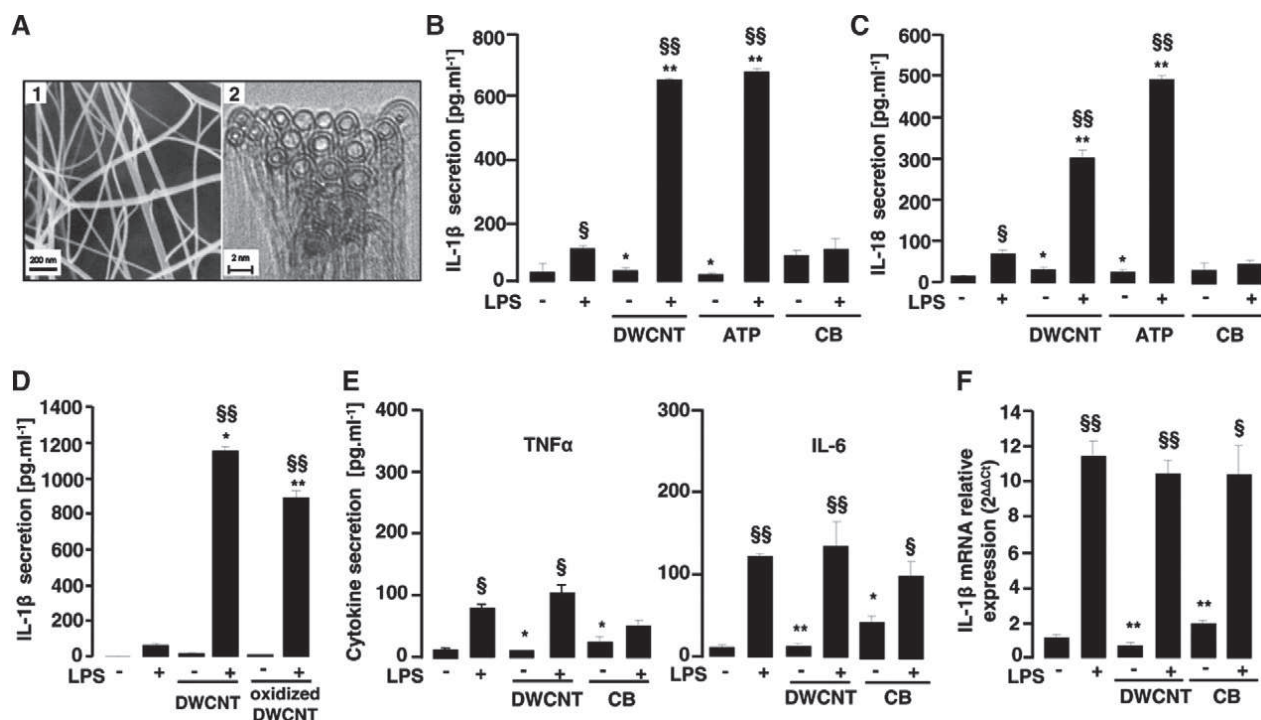 A
1
200 nm
2
2 nm
B
IL-1β secretion [pg.ml-1]
800
600
400
200
0
§
*
§§
**
*
§§
**
LPS - + - + - + - +
DWCNT ATP CB
C
IL-18 secretion [pg.ml-1]
600
500
400
300
200
100
0
§
*
§§
**
*
§§
**
LPS - + - + - + - +
DWCNT ATP CB
D
IL-1β secretion [pg.ml-1]
1400
1200
1000
800
600
400
200
0
§§
*
§§
**
LPS - + - + - +
DWCNT oxidized
DWCNT
E
Cytokine secretion [pg.ml-1]
400
300
200
100
0
TNFα
§
*
§
*
LPS - + - + - +
DWCNT CB
300
200
100
0
IL-6
§§
**
§§
*
§
LPS - + - + - +
DWCNT CB
F
IL-1β mRNA relative
expression (2ΔΔCt)
14
12
10
8
6
4
2
0
§§
**
§§
**
§
LPS - + - + - +
DWCNT CB